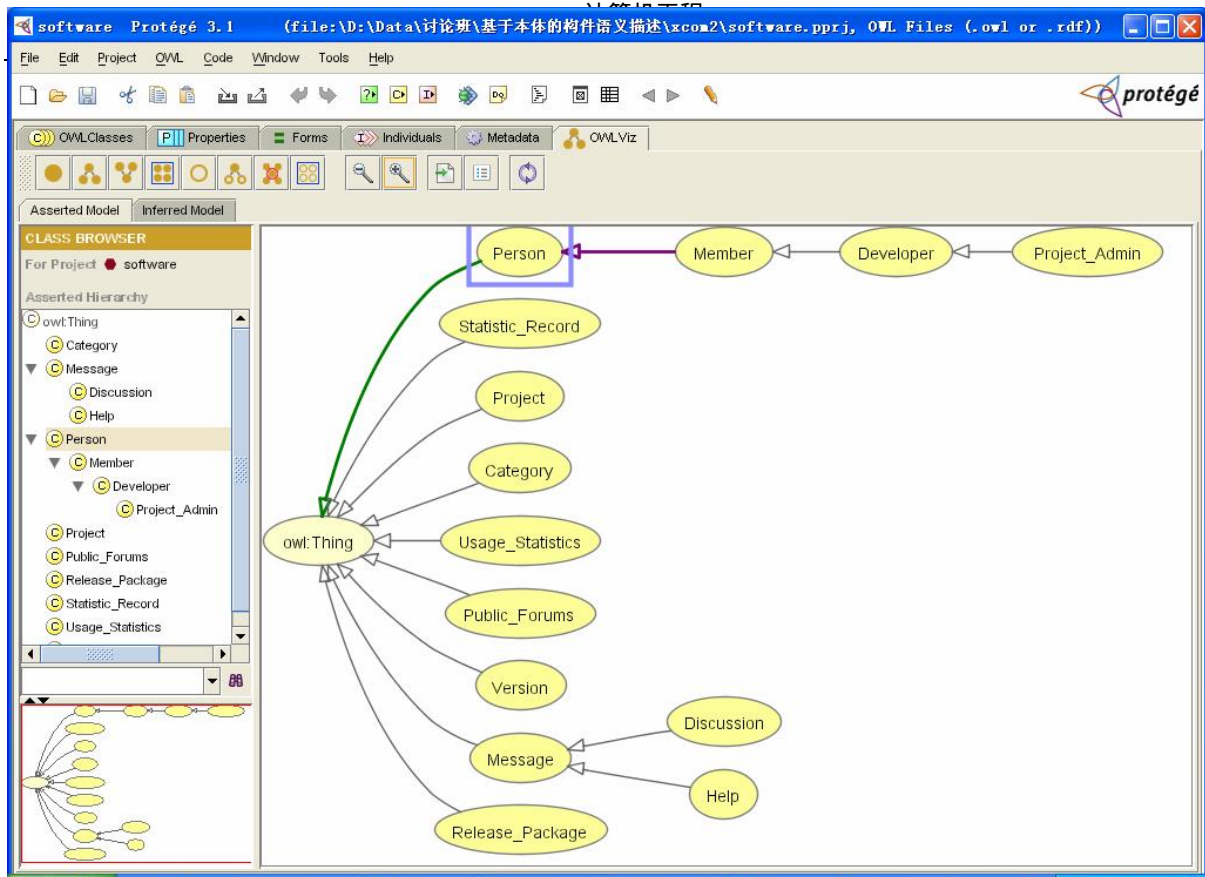 software Protégé 3.1 (file:\D:\Data\讨论班\基于本体的构件语义描述\xcom2\software.pprj, OWL Files (.owl or .rdf))
File Edit Project OWL Code Window Tools Help
protégé
OWLClasses Properties Forms Individuals Metadata OWLViz
Asserted Model Inferred Model
CLASS BROWSER
For Project software
Asserted Hierarchy
owl:Thing
Category
Message
Discussion
Help
Person
Member
Developer
Project_Admin
Project
Public_Forums
Release_Package
Statistic_Record
Usage_Statistics
Person Member Developer Project_Admin
Statistic_Record
Project
Category
owl:Thing Usage_Statistics
Public_Forums
Version
Discussion
Message
Help
Release_Package